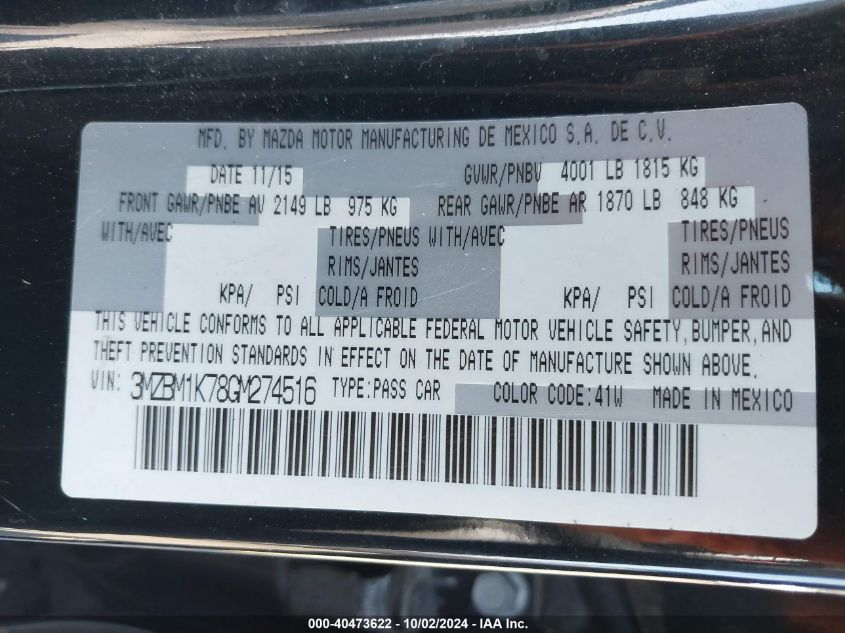 MFD. BY MAZDA MOTOR MANUFACTURING DE MEXICO S.A. DE C.V.
DATE 11/15 GVWR/PNBV 4001 LB 1815 KG
FRONT GAWR/PNBE AV 2149 LB 975 KG REAR GAWR/PNBE AR 1870 LB 848 KG
WITH/AVEC TIRES/PNEUS WITH/AVEC TIRES/PNEUS
RIMS/JANTES RIMS/JANTES
KPA/ PSI COLD/A FROID KPA/ PSI COLD/A FROID
THIS VEHICLE CONFORMS TO ALL APPLICABLE FEDERAL MOTOR VEHICLE SAFETY,BUMPER,AND
THEFT PREVENTION STANDARDS IN EFFECT ON THE DATE OF MANUFACTURE SHOWN ABOVE.
VIN: 3MZBM1K78GM274516 TYPE:PASS CAR COLOR CODE:41W MADE IN MEXICO
000-40473622 - 10/02/2024 - IAA Inc.